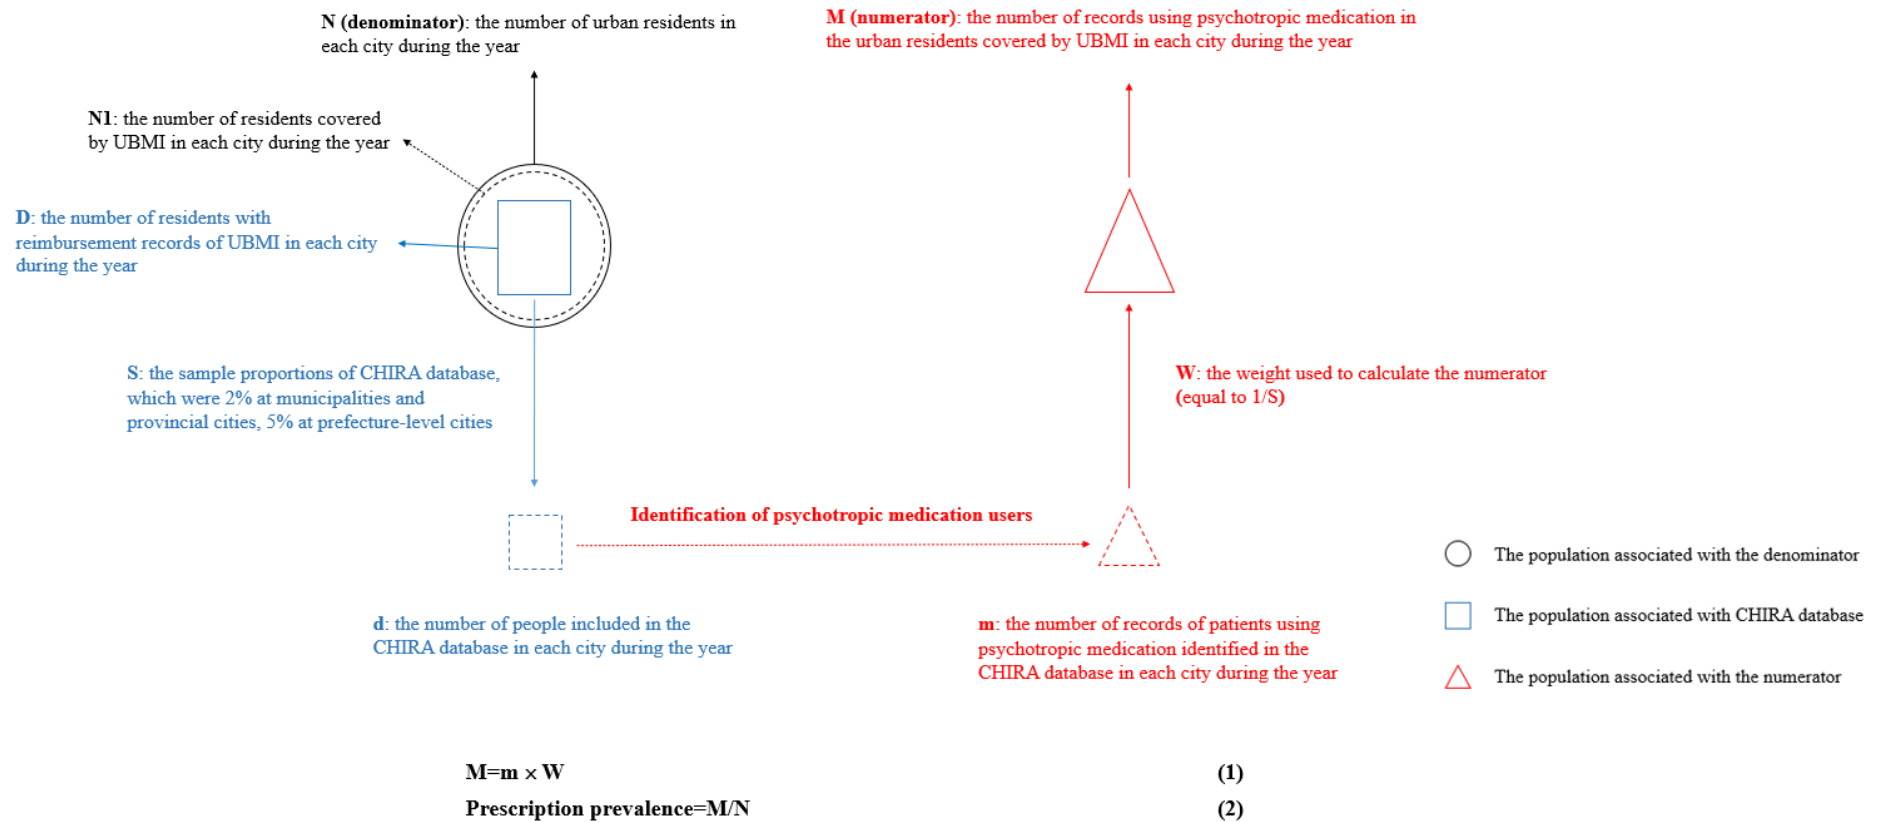 N (denominator): the number of urban residents in
each city during the year
M (numerator): the number of records using psychotropic medication in
the urban residents covered by UBMI in each city during the year
N1: the number of residents covered
by UBMI in each city during the year
D: the number of residents with
reimbursement records of UBMI in each city
during the year
S: the sample proportions of CHIRA database,
which were 2% at municipalities and
provincial cities, 5% at prefecture-level cities
W: the weight used to calculate the numerator
(equal to 1/S)
Identification of psychotropic medication users
d: the number of people included in the
CHIRA database in each city during the year
m: the number of records of patients using
psychotropic medication identified in the
CHIRA database in each city during the year
The population associated with the denominator
The population associated with CHIRA database
The population associated with the numerator
M=m × W (1)
Prescription prevalence=M/N (2)